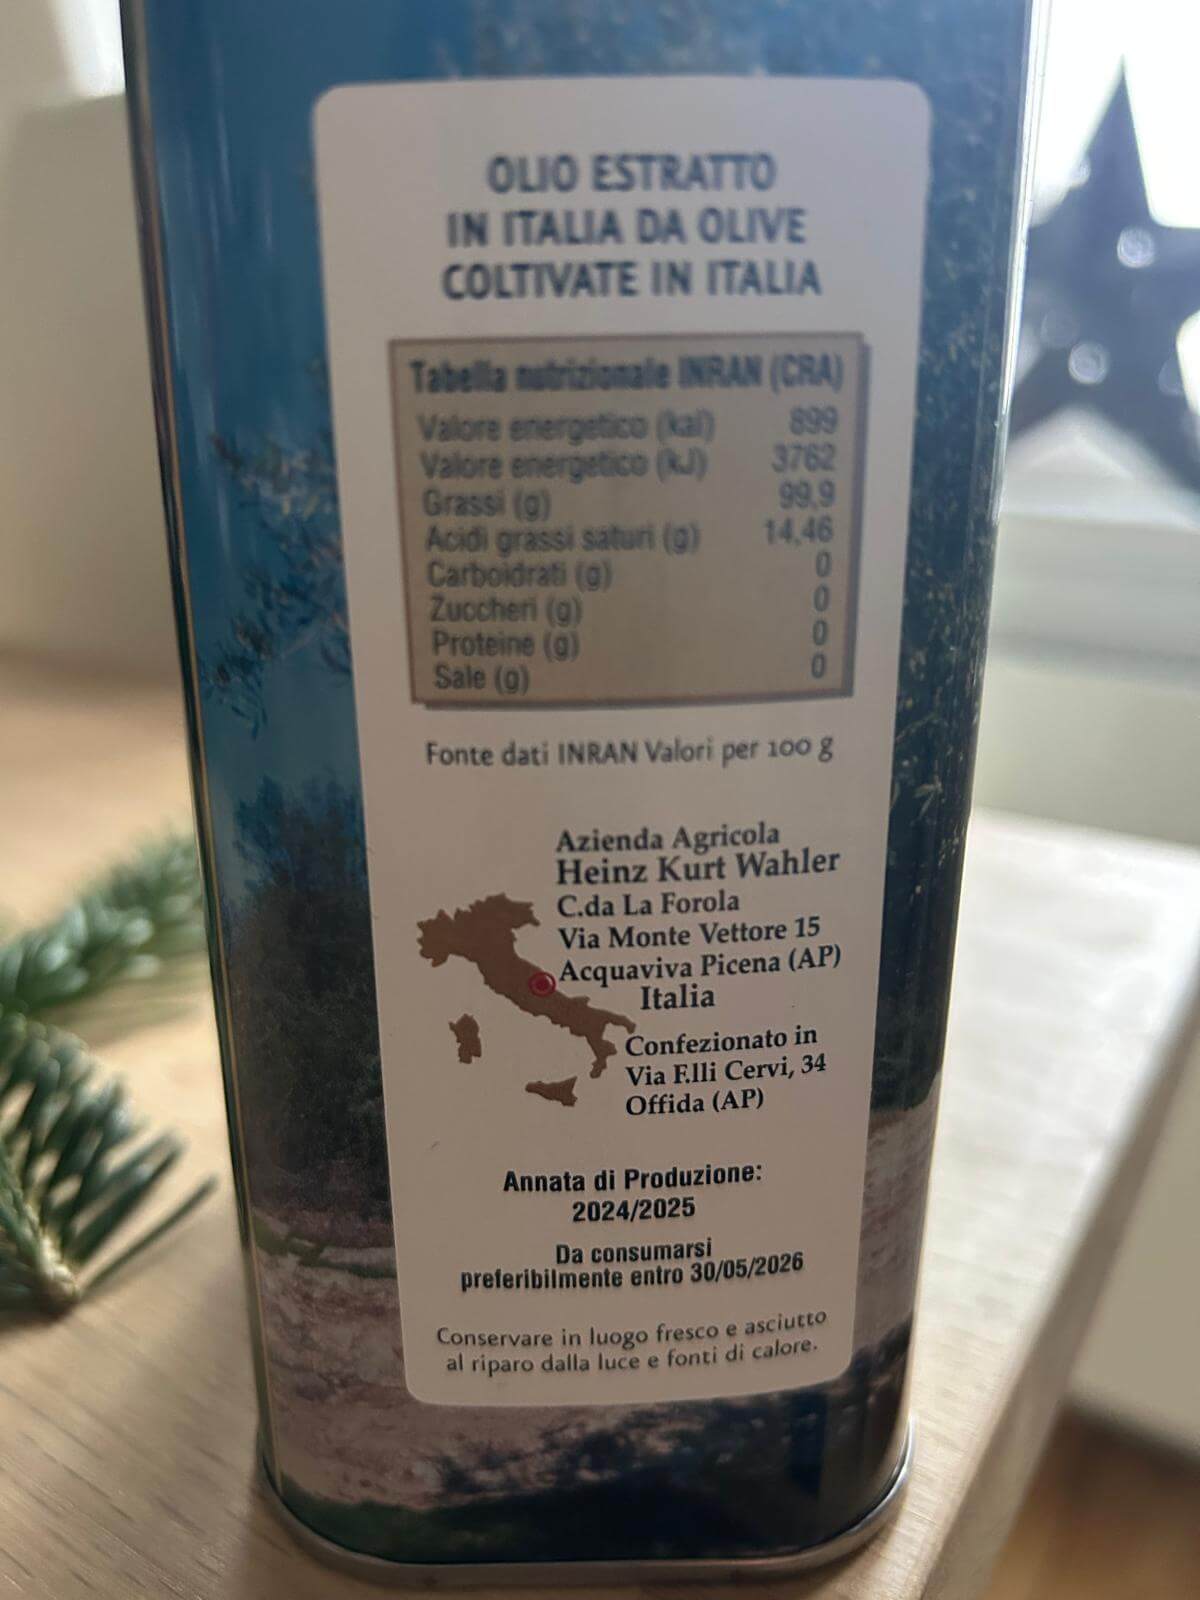 OLIO ESTRATTO
IN ITALIA DA OLIVE
COLTIVATE IN ITALIA
Tabella nutrizionale INRAN (CRA)
Valore energetico (kal) 899
Valore energetico (kJ) 3762
Grassi (g) 99,9
Acidi grassi saturi (g) 14,46
Carboidrati (g) 0
Zuccheri (g) 0
Proteine (g) 0
Sale (g) 0
Fonte dati INRAN Valori per 100 g
Azienda Agricola
Heinz Kurt Wahler
C.da La Forola
Via Monte Vettore 15
Acquaviva Picena (AP)
Italia
Confezionato in
Via F.lli Cervi, 34
Offida (AP)
Annata di Produzione:
2024/2025
Da consumarsi
preferibilmente entro 30/05/2026
Conservare in luogo fresco e asciutto
al riparo dalla luce e fonti di calore.